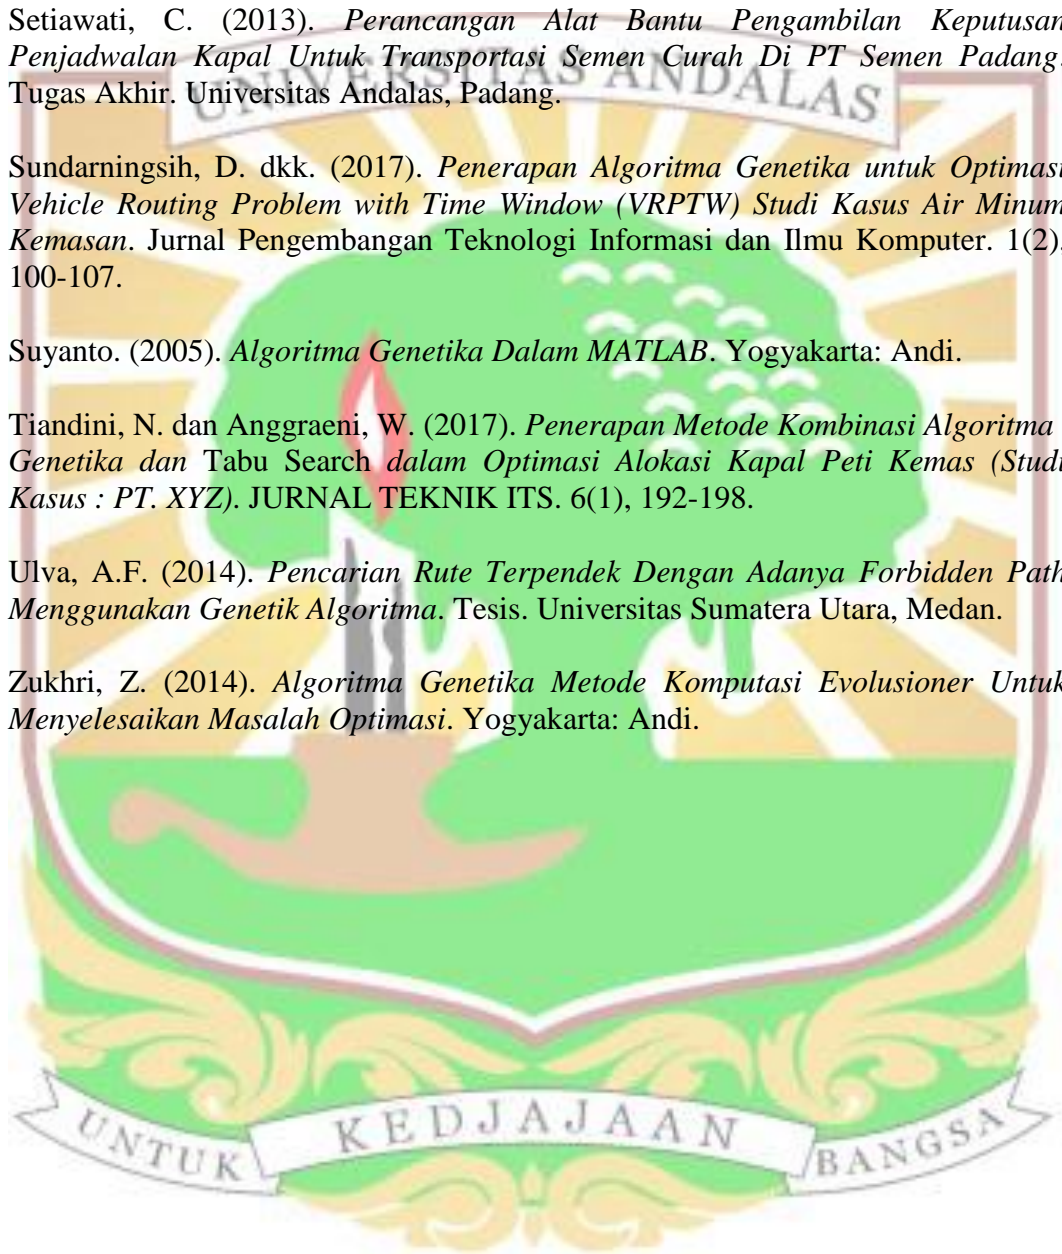 Setiawati, C. (2013). Perancangan Alat Bantu Pengambilan Keputusan
Penjadwalan Kapal Untuk Transportasi Semen Curah Di PT Semen Padang.
Tugas Akhir. Universitas Andalas, Padang.
UNIVERSITAS ANDALAS
Sundarningsih, D. dkk. (2017). Penerapan Algoritma Genetika untuk Optimasi
Vehicle Routing Problem with Time Window (VRPTW) Studi Kasus Air Minum
Kemasan. Jurnal Pengembangan Teknologi Informasi dan Ilmu Komputer. 1(2),
100-107.
Suyanto. (2005). Algoritma Genetika Dalam MATLAB. Yogyakarta: Andi.
Tiandini, N. dan Anggraeni, W. (2017). Penerapan Metode Kombinasi Algoritma
Genetika dan Tabu Search dalam Optimasi Alokasi Kapal Peti Kemas (Studi
Kasus : PT. XYZ). JURNAL TEKNIK ITS. 6(1), 192-198.
Ulva, A.F. (2014). Pencarian Rute Terpendek Dengan Adanya Forbidden Path
Menggunakan Genetik Algoritma. Tesis. Universitas Sumatera Utara, Medan.
Zukhri, Z. (2014). Algoritma Genetika Metode Komputasi Evolusioner Untuk
Menyelesaikan Masalah Optimasi. Yogyakarta: Andi.
UNTUK KEDJAJAAN BANGSA